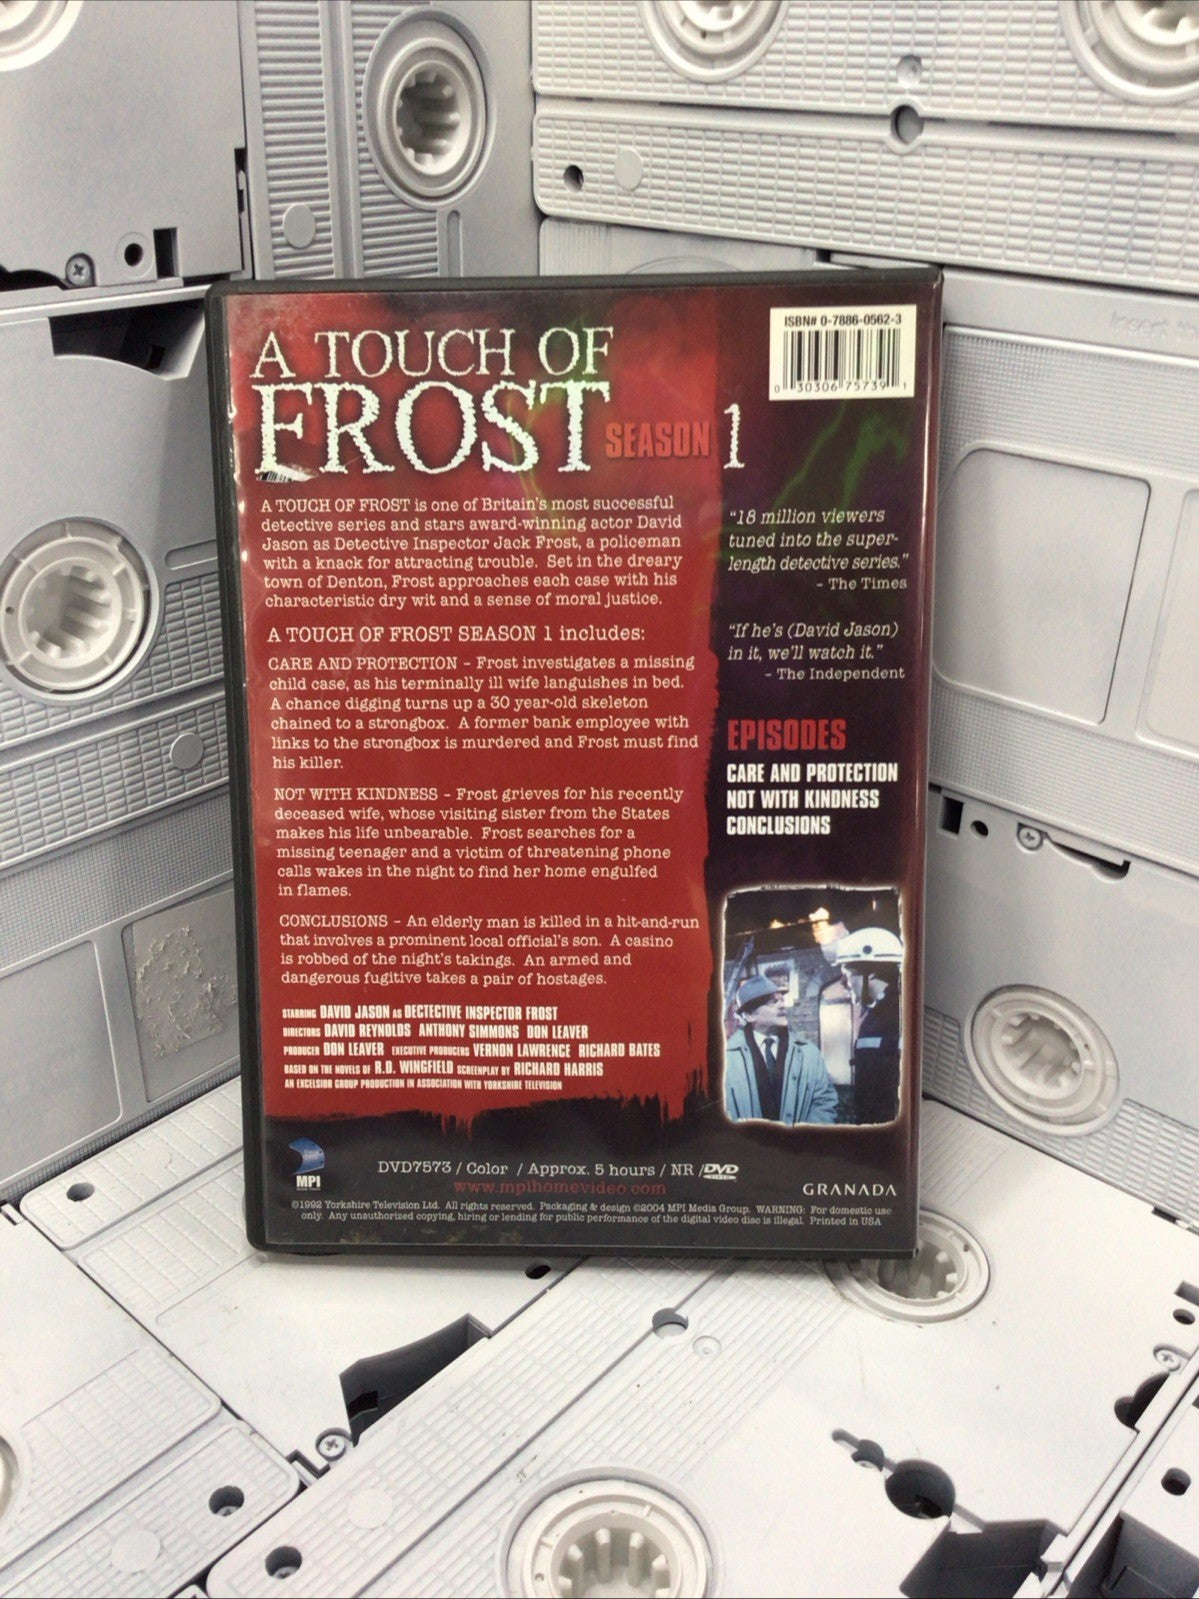 A TOUCH OF
FROST SEASON 1
ISBN# 0-7886-0562-3
0 30306 75739 1
A TOUCH OF FROST is one of Britain's most successful
detective series and stars award-winning actor David
Jason as Detective Inspector Jack Frost, a policeman
with a knack for attracting trouble. Set in the dreary
town of Denton, Frost approaches each case with his
characteristic dry wit and a sense of moral justice.
A TOUCH OF FROST SEASON 1 includes:
CARE AND PROTECTION – Frost investigates a missing
child case, as his terminally ill wife languishes in bed.
A chance digging turns up a 30 year-old skeleton
chained to a strongbox. A former bank employee with
links to the strongbox is murdered and Frost must find
his killer.
NOT WITH KINDNESS – Frost grieves for his recently
deceased wife, whose visiting sister from the States
makes his life unbearable. Frost searches for a
missing teenager and a victim of threatening phone
calls wakes in the night to find her home engulfed
in flames.
CONCLUSIONS – An elderly man is killed in a hit-and-run
that involves a prominent local official's son. A casino
is robbed of the night's takings. An armed and
dangerous fugitive takes a pair of hostages.
STARRING DAVID JASON AS DECTECTIVE INSPECTOR FROST
DIRECTORS DAVID REYNOLDS ANTHONY SIMMONS DON LEAVER
PRODUCER DON LEAVER EXECUTIVE PRODUCERS VERNON LAWRENCE RICHARD BATES
BASED ON THE NOVELS OF R.D. WINGFIELD SCREENPLAY BY RICHARD HARRIS
AN EXCELSIOR GROUP PRODUCTION IN ASSOCIATION WITH YORKSHIRE TELEVISION
"18 million viewers
tuned into the super-
length detective series."
- The Times
"If he's (David Jason)
in it, we'll watch it."
- The Independent
EPISODES
CARE AND PROTECTION
NOT WITH KINDNESS
CONCLUSIONS
MPI
DVD7573 / Color / Approx. 5 hours / NR / DVD
www.mpihomevideo.com
GRANADA
©1992 Yorkshire Television Ltd. All rights reserved. Packaging & design ©2004 MPI Media Group. WARNING: For domestic use
only. Any unauthorized copying, hiring or lending for public performance of the digital video disc is illegal. Printed in USA